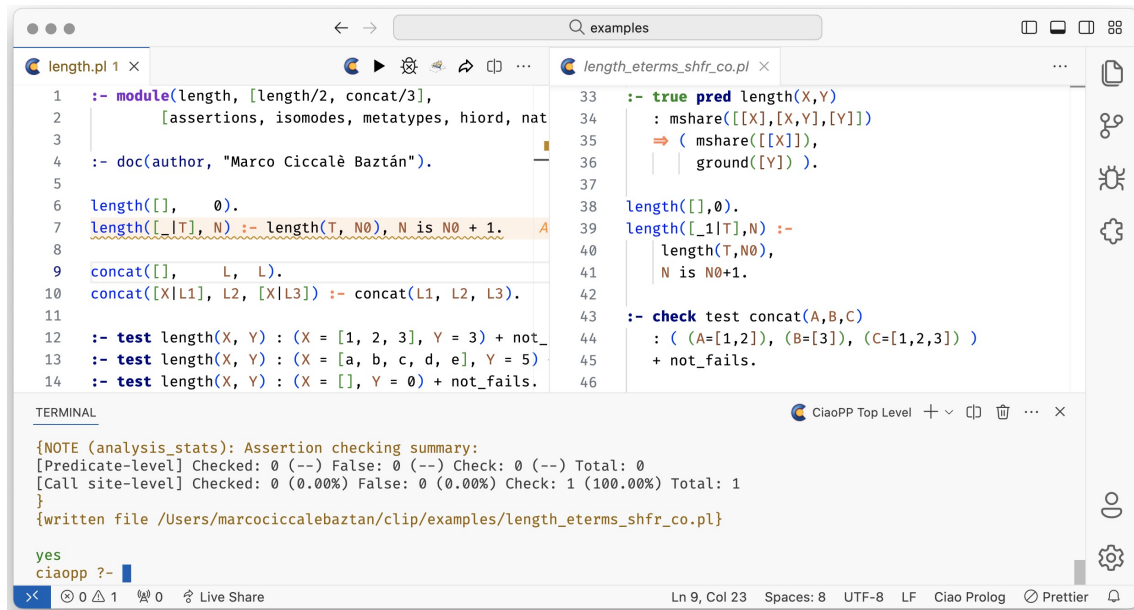 examples
length.pl 1
length_eterms_shfr_co.pl
1 :- module(length, [length/2, concat/3],
2 [assertions, isomodes, metatypes, hiord, nat
3
4 :- doc(author, "Marco Ciccalè Baztán").
5
6 length([], 0).
7 length([_|T], N) :- length(T, N0), N is N0 + 1. A
8
9 concat([], L, L).
10 concat([X|L1], L2, [X|L3]) :- concat(L1, L2, L3).
11
12 :- test length(X, Y) : (X = [1, 2, 3], Y = 3) + not_
13 :- test length(X, Y) : (X = [a, b, c, d, e], Y = 5)
14 :- test length(X, Y) : (X = [], Y = 0) + not_fails.
33 :- true pred length(X,Y)
34 : mshare([[X],[X,Y],[Y]])
35 ⇒ ( mshare([[X]]),
36 ground([Y]) ).
37
38 length([],0).
39 length([_1|T],N) :-
40 length(T,N0),
41 N is N0+1.
42
43 :- check test concat(A,B,C)
44 : ( (A=[1,2]), (B=[3]), (C=[1,2,3]) )
45 + not_fails.
46
TERMINAL
CiaoPP Top Level
{NOTE (analysis_stats): Assertion checking summary:
[Predicate-level] Checked: 0 (--) False: 0 (--) Check: 0 (--) Total: 0
[Call site-level] Checked: 0 (0.00%) False: 0 (0.00%) Check: 1 (100.00%) Total: 1
}
{written file /Users/marcociccalebaztan/clip/examples/length_eterms_shfr_co.pl}
yes
ciaopp ?-
0 1 0 Live Share Ln 9, Col 23 Spaces: 8 UTF-8 LF Ciao Prolog Prettier